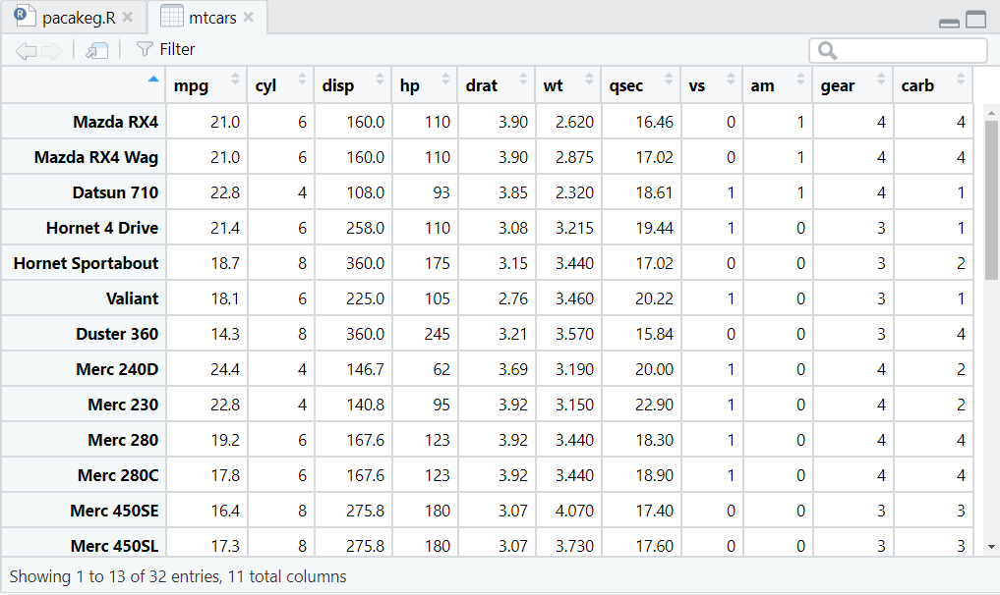 pacakeg.R mtcars
Filter
mpg cyl disp hp drat wt qsec vs am gear carb
Mazda RX4 21.0 6 160.0 110 3.90 2.620 16.46 0 1 4 4
Mazda RX4 Wag 21.0 6 160.0 110 3.90 2.875 17.02 0 1 4 4
Datsun 710 22.8 4 108.0 93 3.85 2.320 18.61 1 1 4 1
Hornet 4 Drive 21.4 6 258.0 110 3.08 3.215 19.44 1 0 3 1
Hornet Sportabout 18.7 8 360.0 175 3.15 3.440 17.02 0 0 3 2
Valiant 18.1 6 225.0 105 2.76 3.460 20.22 1 0 3 1
Duster 360 14.3 8 360.0 245 3.21 3.570 15.84 0 0 3 4
Merc 240D 24.4 4 146.7 62 3.69 3.190 20.00 1 0 4 2
Merc 230 22.8 4 140.8 95 3.92 3.150 22.90 1 0 4 2
Merc 280 19.2 6 167.6 123 3.92 3.440 18.30 1 0 4 4
Merc 280C 17.8 6 167.6 123 3.92 3.440 18.90 1 0 4 4
Merc 450SE 16.4 8 275.8 180 3.07 4.070 17.40 0 0 3 3
Merc 450SL 17.3 8 275.8 180 3.07 3.730 17.60 0 0 3 3
Showing 1 to 13 of 32 entries, 11 total columns